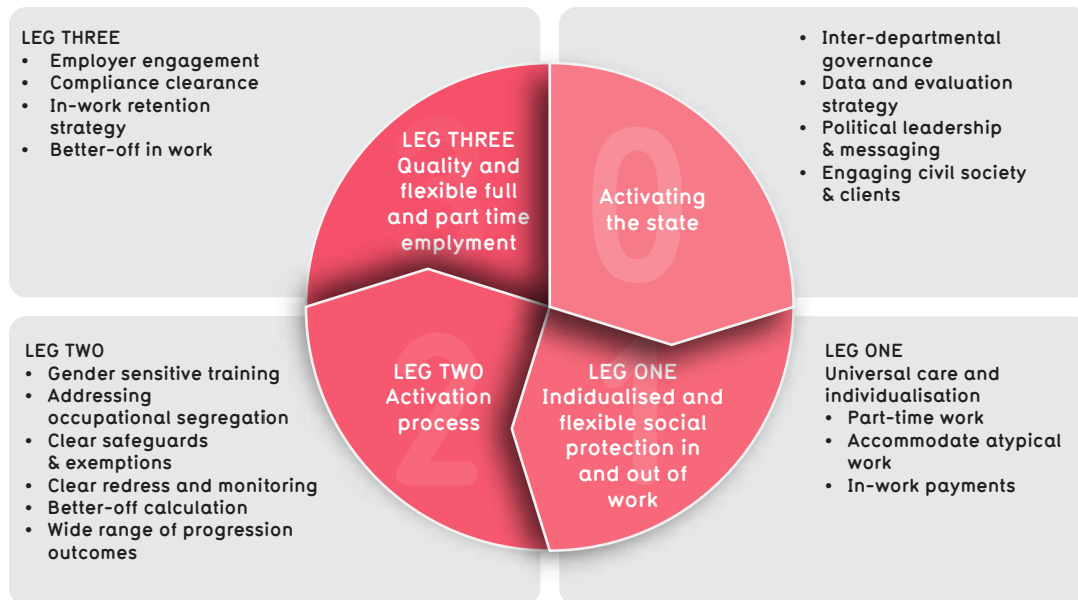 LEG THREE
• Employer engagement
• Compliance clearance
• In-work retention
strategy
• Better-off in work
• Inter-departmental
governance
• Data and evaluation
strategy
• Political leadership
& messaging
• Engaging civil society
& clients
LEG THREE
Quality and
flexible full
and part time
emplyment
3
0
Activating
the state
LEG TWO
• Gender sensitive training
• Addressing
occupational segregation
• Clear safeguards
& exemptions
• Clear redress and monitoring
• Better-off calculation
• Wide range of progression
outcomes
2
LEG TWO
Activation
process
1
LEG ONE
Indidualised and
flexible social
protection in
and out of
work
LEG ONE
Universal care and
individualisation
• Part-time work
• Accommodate atypical
work
• In-work payments